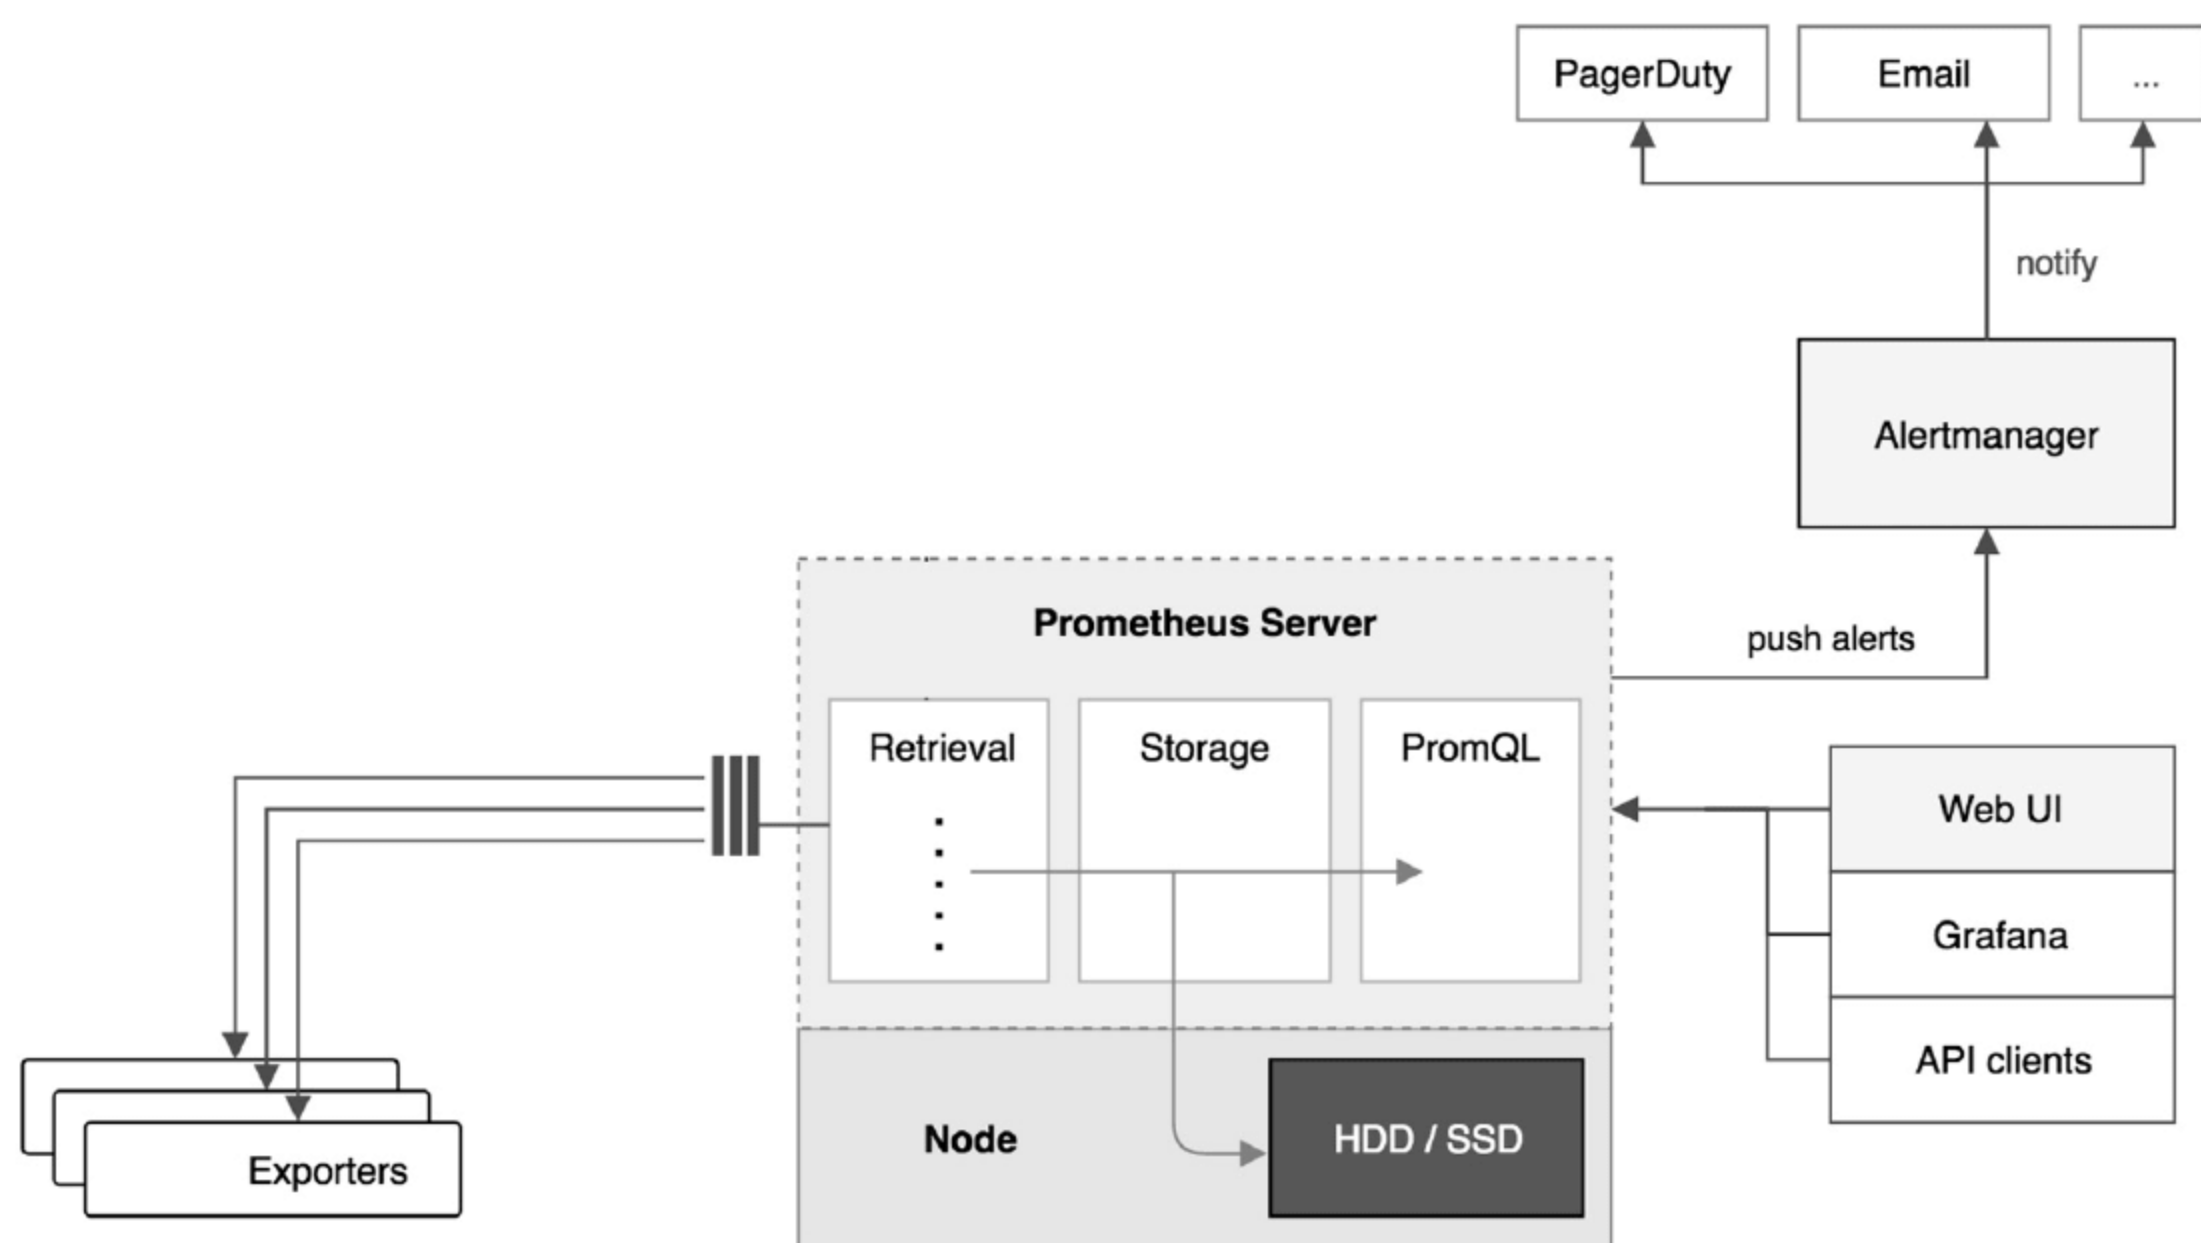 PagerDuty
Email
...
notify
Alertmanager
Prometheus Server
push alerts
Retrieval
Storage
PromQL
Web UI
Grafana
API clients
Node
HDD / SSD
Exporters